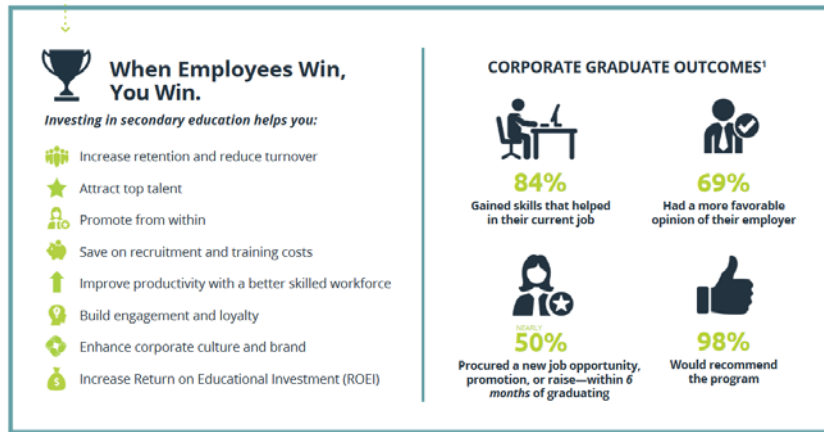 When Employees Win,
You Win.
Investing in secondary education helps you:
Increase retention and reduce turnover
Attract top talent
Promote from within
Save on recruitment and training costs
Improve productivity with a better skilled workforce
Build engagement and loyalty
Enhance corporate culture and brand
$
Increase Return on Educational Investment (ROEI)
CORPORATE GRADUATE OUTCOMES¹
84%
Gained skills that helped
in their current job
69%
Had a more favorable
opinion of their employer
NEARLY
50%
Procured a new job opportunity,
promotion, or raise—within 6
months of graduating
98%
Would recommend
the program